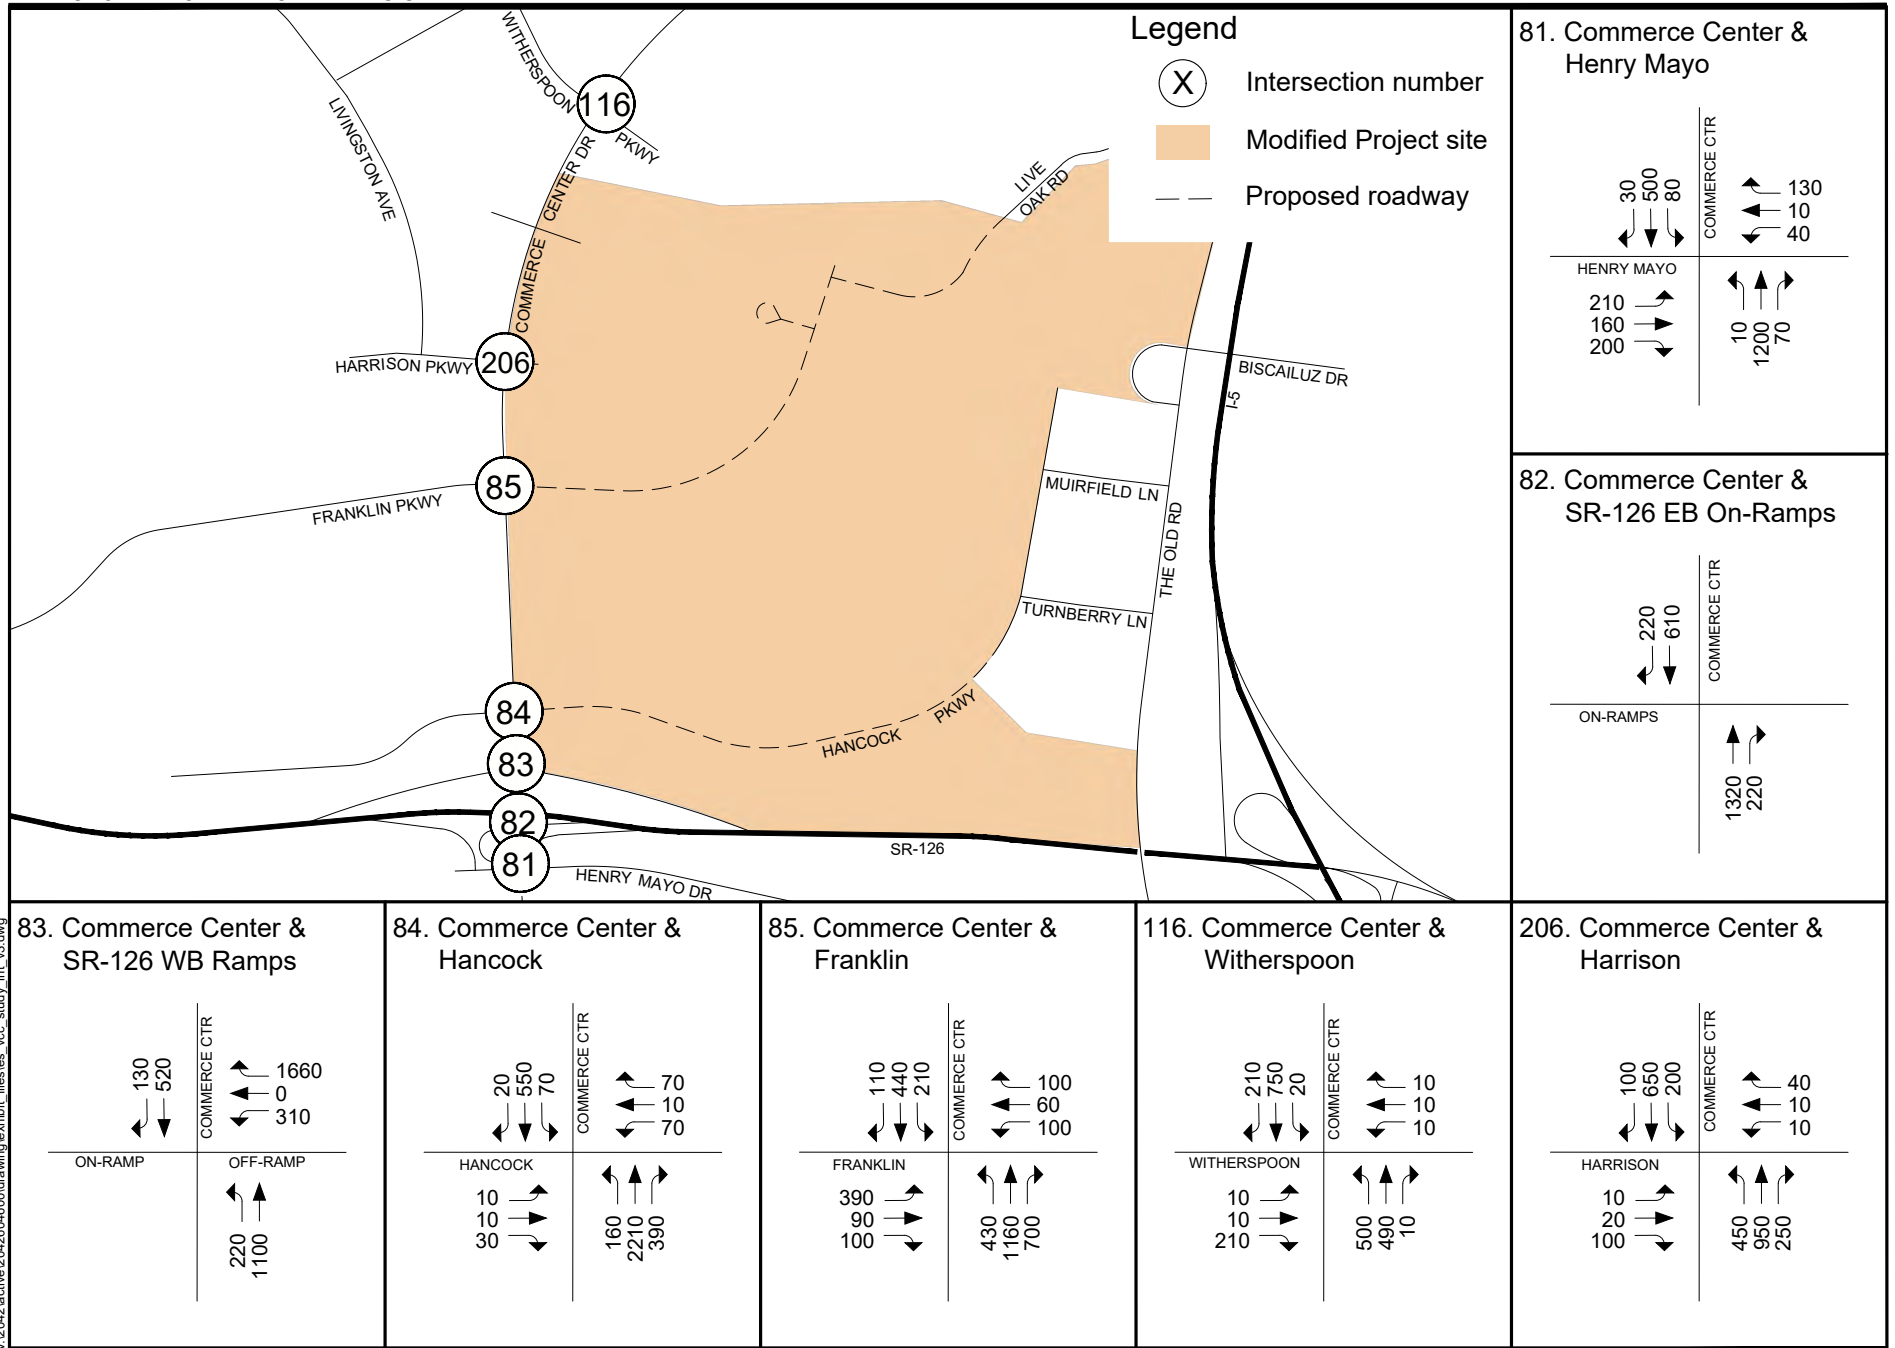 Legend
X Intersection number
Modified Project site
Proposed roadway
WITHERSPOON
PKWY
116
LIVINGSTON AVE
COMMERCE CENTER DR
LIVE
OAK RD
HARRISON PKWY
206
BISCAILUZ DR
I-5
FRANKLIN PKWY
85
MUIRFIELD LN
THE OLD RD
TURNBERRY LN
84
HANCOCK PKWY
83
82
SR-126
81
HENRY MAYO DR
81. Commerce Center &
Henry Mayo
COMMERCE CTR
30 500 80
130
10
40
HENRY MAYO
210
160
200
10 1200 70
82. Commerce Center &
SR-126 EB On-Ramps
COMMERCE CTR
220 610
ON-RAMPS
1320 220
83. Commerce Center &
SR-126 WB Ramps
COMMERCE CTR
130 520
1660
0
310
ON-RAMP
OFF-RAMP
220 1100
84. Commerce Center &
Hancock
COMMERCE CTR
20 550 70
70
10
70
HANCOCK
10
10
30
160 2210 390
85. Commerce Center &
Franklin
COMMERCE CTR
110 440 210
100
60
100
FRANKLIN
390
90
100
430 1160 700
116. Commerce Center &
Witherspoon
COMMERCE CTR
210 750 20
10
10
10
WITHERSPOON
10
10
210
500 490 10
206. Commerce Center &
Harrison
COMMERCE CTR
100 650 200
40
10
10
HARRISON
10
20
100
450 950 250